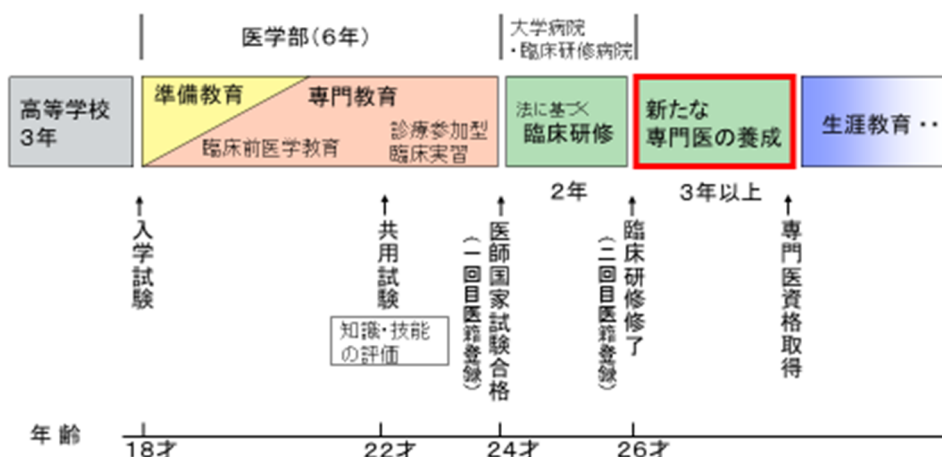 医学部(6年)
大学病院
・臨床研修病院
高等学校
3年
準備教育
専門教育
臨床前医学教育
診療参加型
臨床実習
法に基づく
臨床研修
新たな
専門医の養成
生涯教育・・
2年
3年以上
入学試験
共用試験
知識・技能
の評価
医師国家試験合格
(一回目医籍登録)
臨床研修修了
(二回目医籍登録)
専門医資格取得
年齢
18才
22才
24才
26才